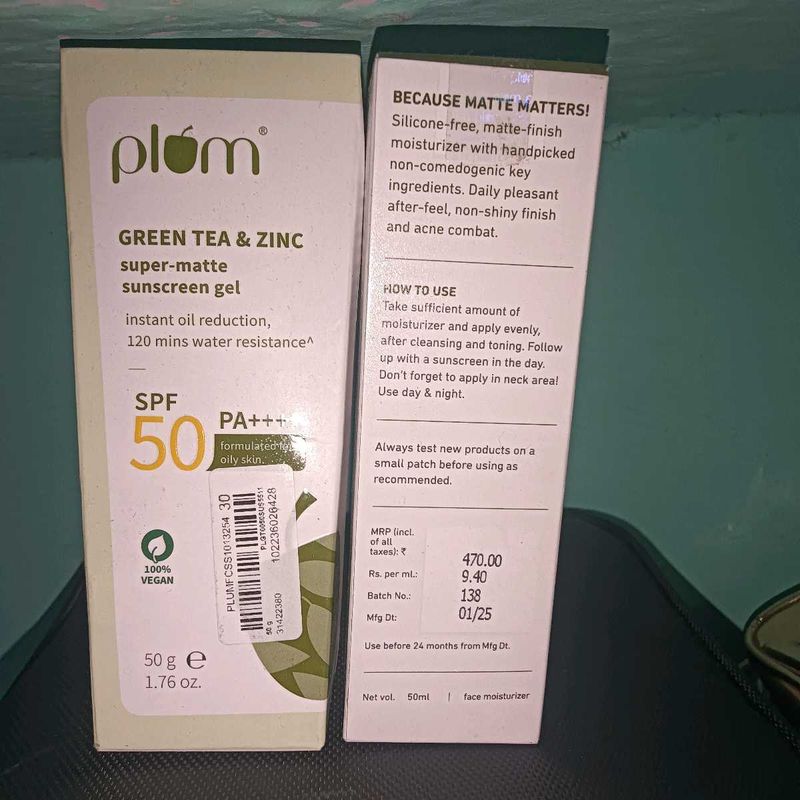 plum®
GREEN TEA & ZINC
super-matte
sunscreen gel
instant oil reduction,
120 mins water resistance^
SPF
50
PA+++
formulated
oily skin.
100%
VEGAN
50 g e
1.76 oz.
PLUMFCSS1013254 30
50 g
31422380
102236026428
BECAUSE MATTE MATTERS!
Silicone-free, matte-finish
moisturizer with handpicked
non-comedogenic key
ingredients. Daily pleasant
after-feel, non-shiny finish
and acne combat.
HOW TO USE
Take sufficient amount of
moisturizer and apply evenly,
after cleansing and toning. Follow
up with a sunscreen in the day.
Don't forget to apply in neck area!
Use day & night.
Always test new products on a
small patch before using as
recommended.
MRP (incl.
of all
taxes): ₹ 470.00
Rs. per ml.: 9.40
Batch No.: 138
Mfg Dt: 01/25
Use before 24 months from Mfg Dt.
Net vol. 50ml | face moisturizer